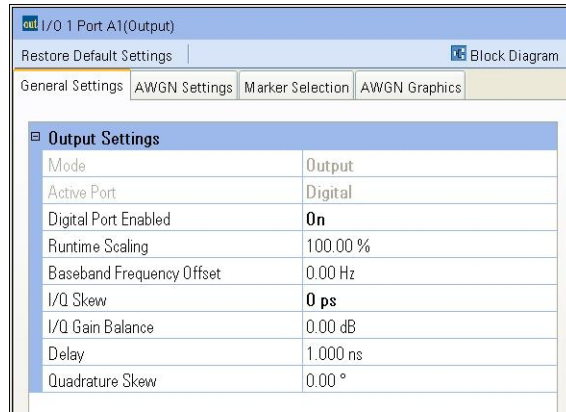 out I/O 1 Port A1(Output)
Restore Default Settings Block Diagram
General Settings AWGN Settings Marker Selection AWGN Graphics
Output Settings
Mode Output
Active Port Digital
Digital Port Enabled On
Runtime Scaling 100.00 %
Baseband Frequency Offset 0.00 Hz
I/Q Skew 0 ps
I/Q Gain Balance 0.00 dB
Delay 1.000 ns
Quadrature Skew 0.00 °